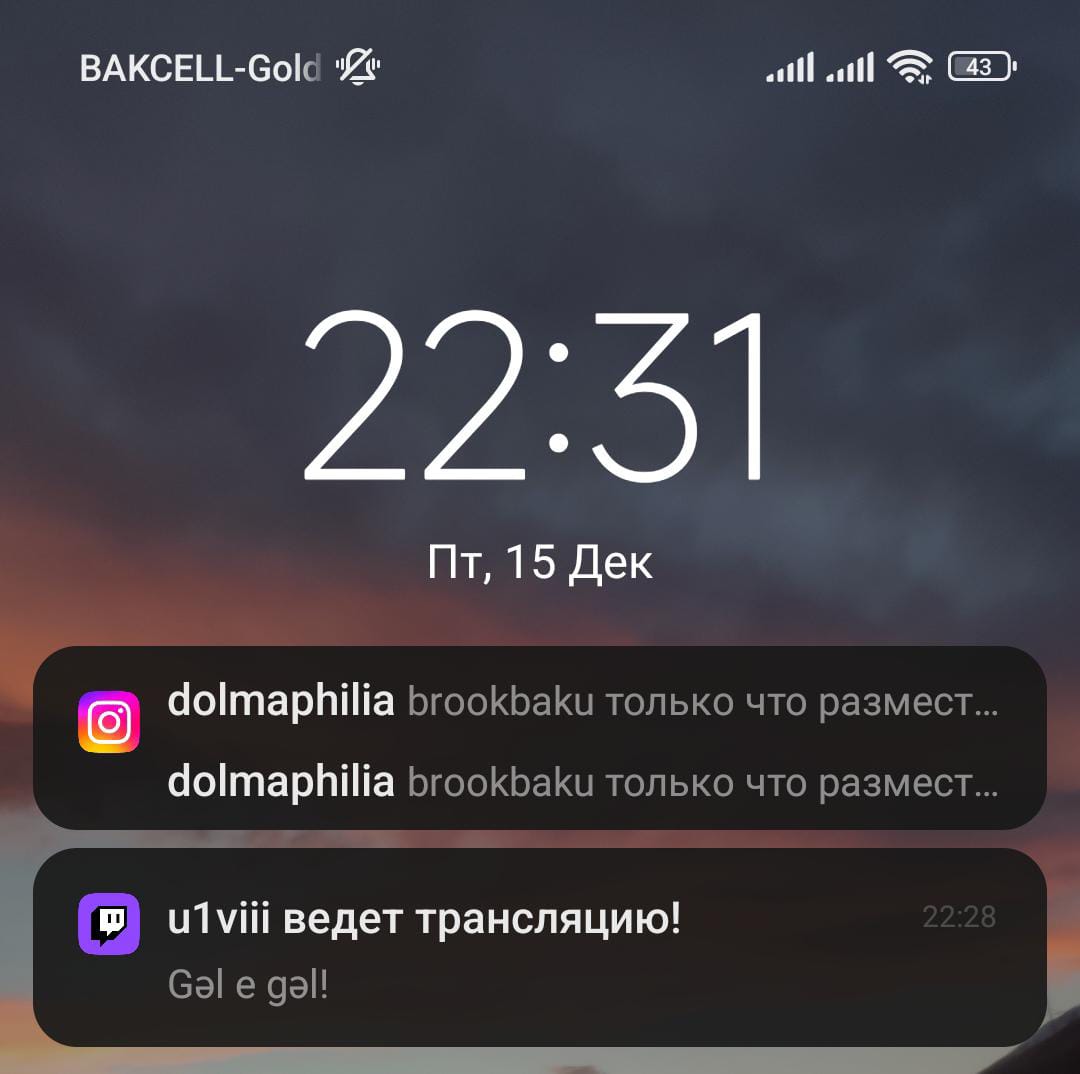 BAKCELL-Gold
43
22:31
Пт, 15 Дек
dolmaphilia brookbaku только что размест...
dolmaphilia brookbaku только что размест...
u1viii ведет трансляцию! 22:28
Gəl e gəl!